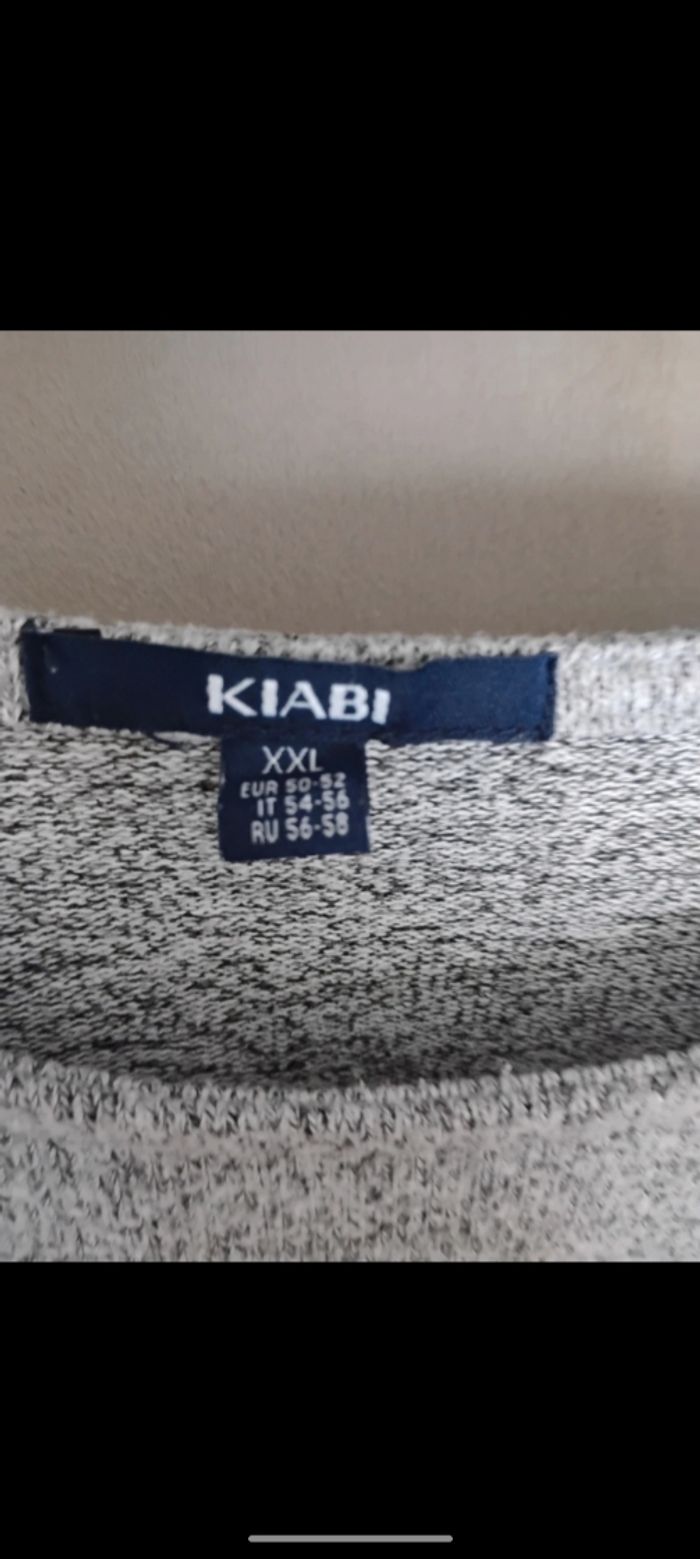 KIABI
XXL
EUR 50-52
IT 54-56
RU 56-58